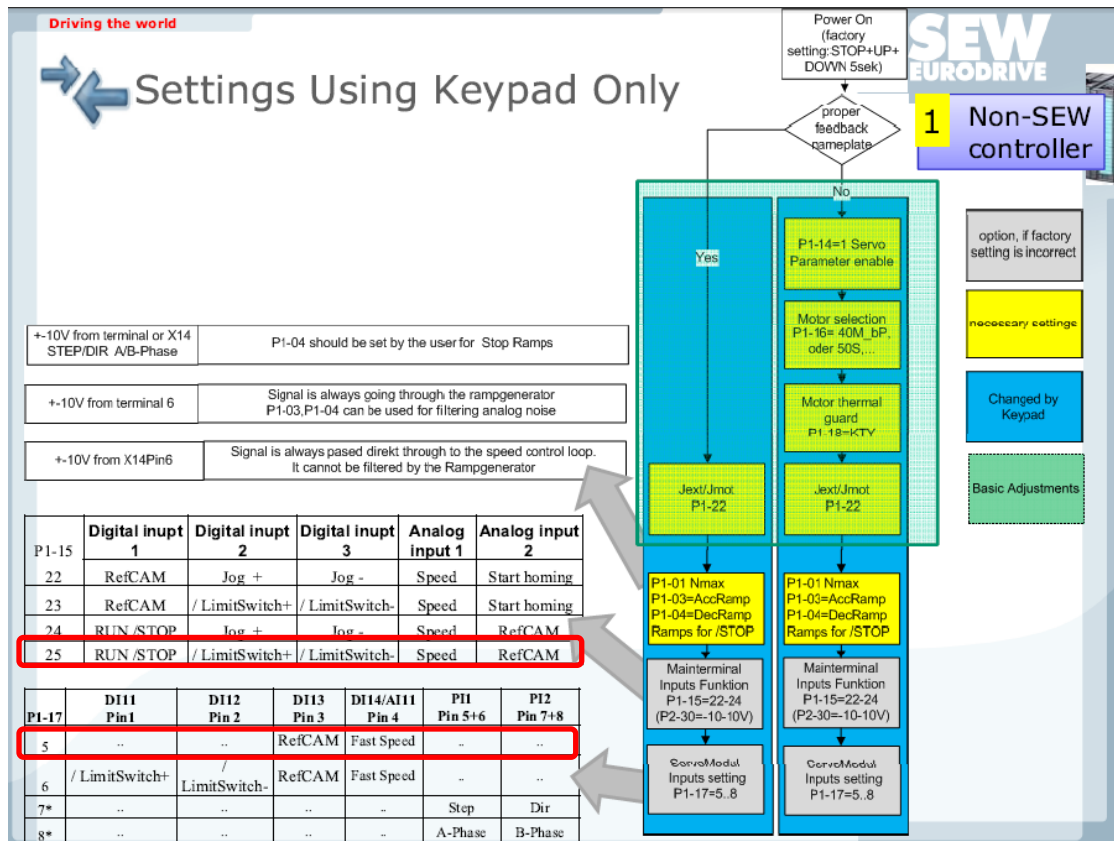 Driving the world
Settings Using Keypad Only
SEW
EURODRIVE
1
Non-SEW
controller
Power On
(factory
setting:STOP+UP+
DOWN 5sek)
proper
feedback
nameplate
No
Yes
P1-14=1 Servo
Parameter enable
Motor selection
P1-16= 40M_bP,
oder 50S,...
Motor thermal
guard
P1-18=KTY
Jext/Jmot
P1-22
Jext/Jmot
P1-22
P1-01 Nmax
P1-03=AccRamp
P1-04=DecRamp
Ramps for /STOP
P1-01 Nmax
P1-03=AccRamp
P1-04=DecRamp
Ramps for /STOP
Mainterminal
Inputs Funktion
P1-15=22-24
(P2-30=-10-10V)
Mainterminal
Inputs Funktion
P1-15=22-24
(P2-30=-10-10V)
ServoModul
Inputs setting
P1-17=5..8
ServoModul
Inputs setting
P1-17=5..8
option, if factory
setting is incorrect
necessary settings
Changed by
Keypad
Basic Adjustments
+-10V from terminal or X14
STEP/DIR A/B-Phase
P1-04 should be set by the user for Stop Ramps
+-10V from terminal 6
Signal is always going through the rampgenerator
P1-03,P1-04 can be used for filtering analog noise
+-10V from X14Pin6
Signal is always pased direkt through to the speed control loop.
It cannot be filtered by the Rampgenerator
P1-15 Digital inupt 1 Digital inupt 2 Digital inupt 3 Analog input 1 Analog input 2
22 RefCAM Jog + Jog - Speed Start homing
23 RefCAM / LimitSwitch+ / LimitSwitch- Speed Start homing
24 RUN /STOP Jog + Jog - Speed RefCAM
25 RUN /STOP / LimitSwitch+ / LimitSwitch- Speed RefCAM
P1-17 DI11 Pin1 DI12 Pin 2 DI13 Pin 3 DI14/AI11 Pin 4 PI1 Pin 5+6 PI2 Pin 7+8
5 .. .. RefCAM Fast Speed .. ..
6 / LimitSwitch+ / LimitSwitch- RefCAM Fast Speed .. ..
7* .. .. .. .. Step Dir
8* .. .. .. .. A-Phase B-Phase